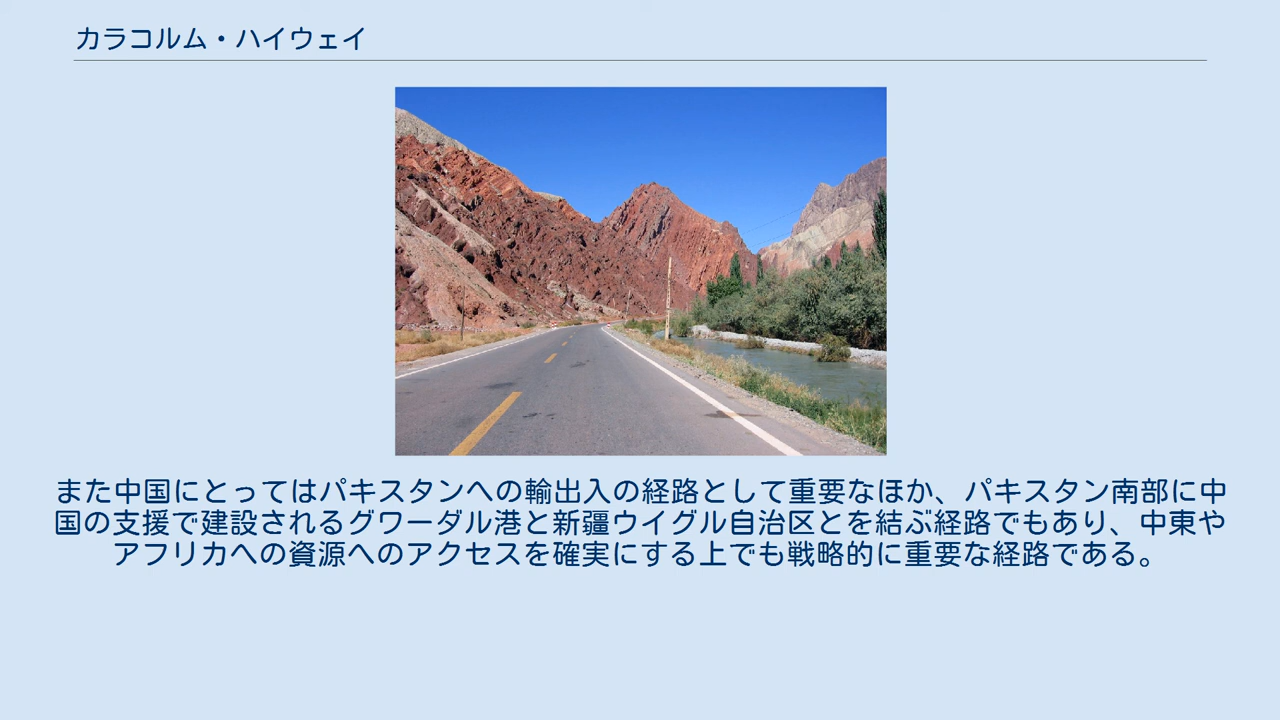 カラコルム・ハイウェイ
また中国にとってはパキスタンへの輸出入の経路として重要なほか、パキスタン南部に中
国の支援で建設されるグワーダル港と新疆ウイグル自治区とを結ぶ経路でもあり、中東や
アフリカへの資源へのアクセスを確実にする上でも戦略的に重要な経路である。